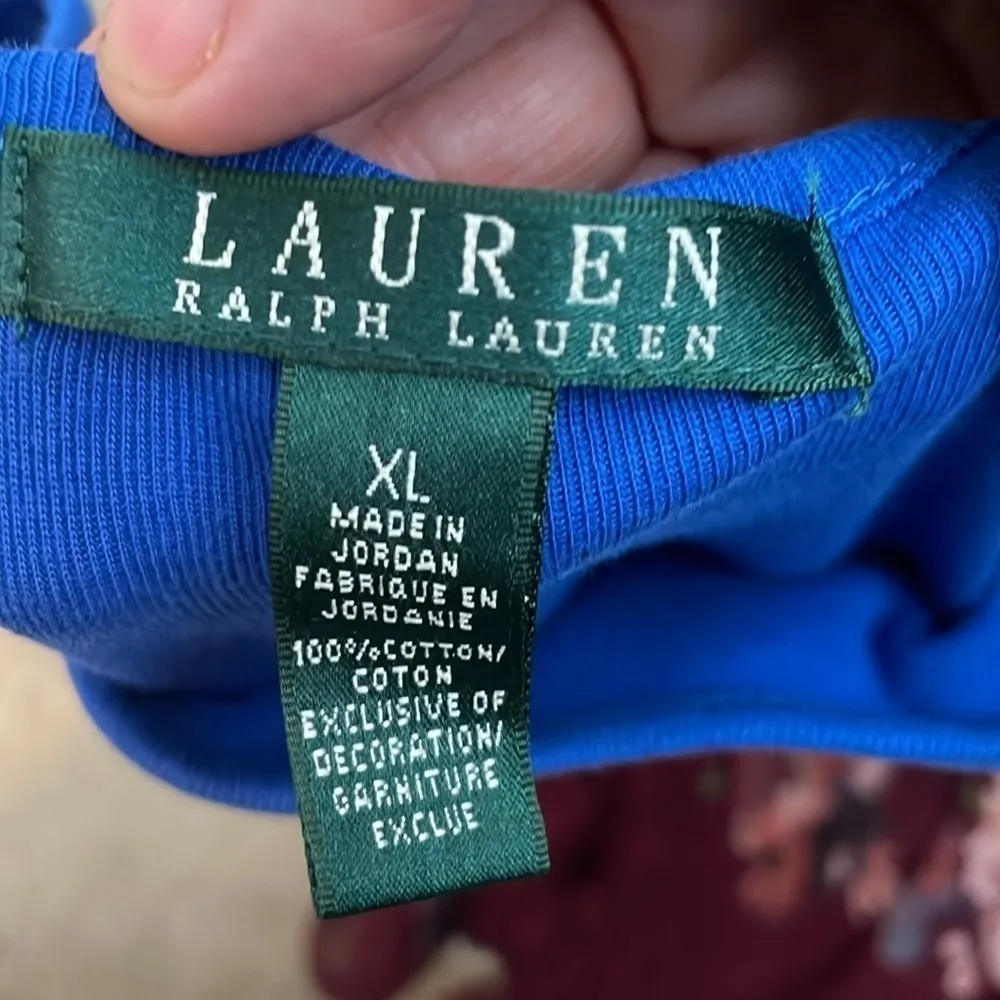 LAUREN
RALPH LAUREN
XL
MADE IN
JORDAN
FABRIQUE EN
JORDANIE
100%COTTON/
COTON
EXCLUSIVE OF
DECORATION/
GARNITURE
EXCLUE